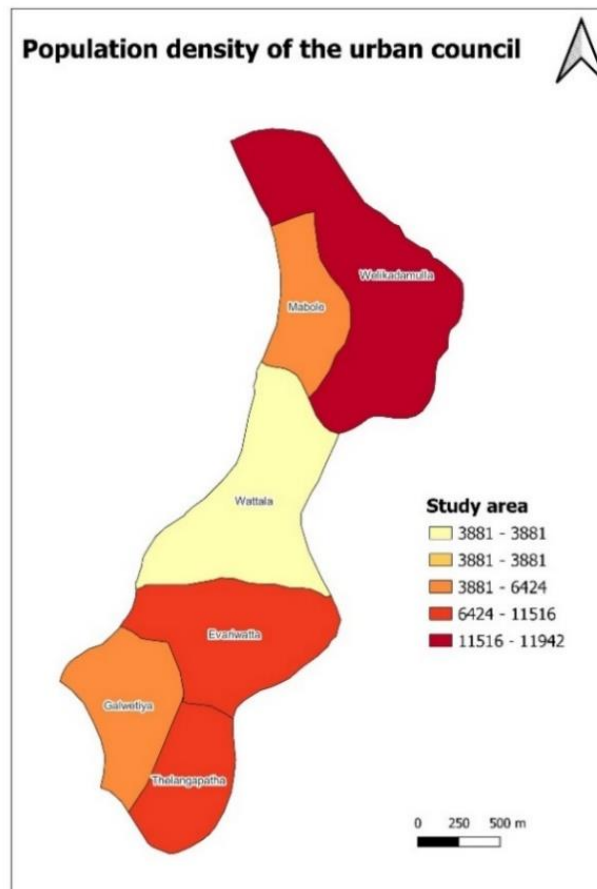 Population density of the urban council
Welikadamulla
Mabole
Wattala
Study area
3881 - 3881
3881 - 3881
3881 - 6424
6424 - 11516
11516 - 11942
Evariwatta
Galwetiya
Thelangapatha
0 250 500 m